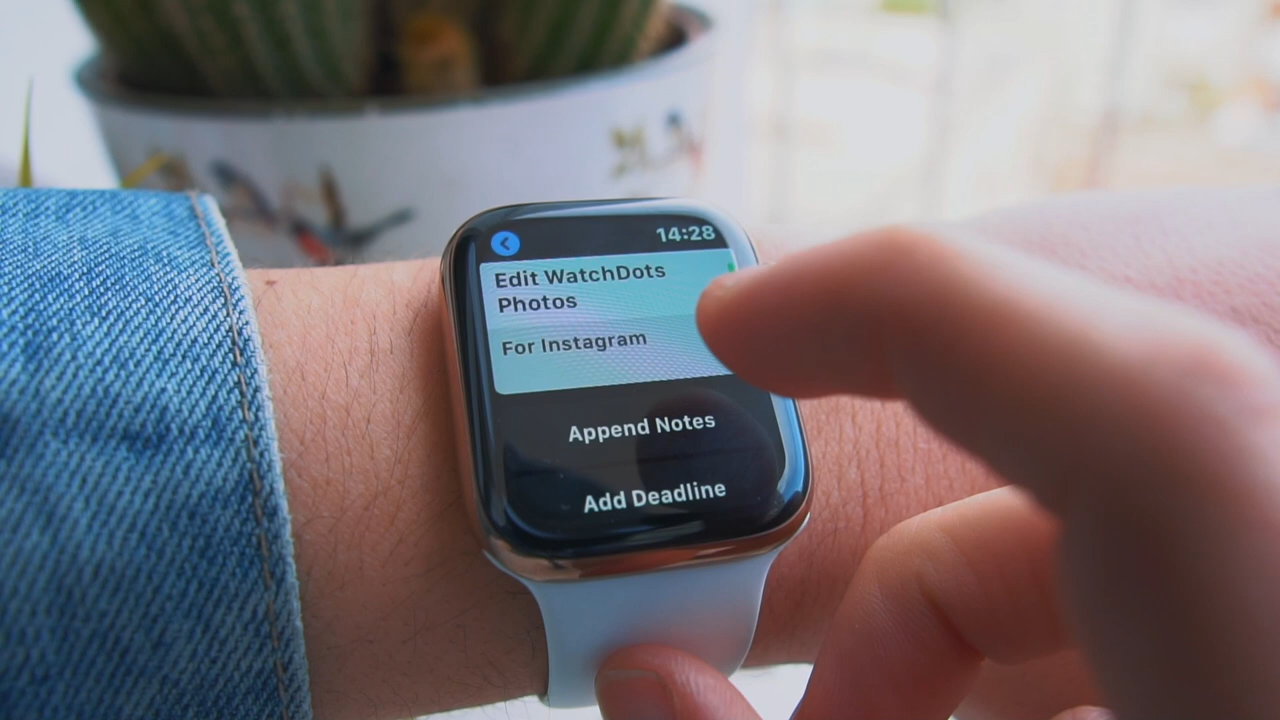 14:28
Edit WatchDots
Photos
For Instagram
Append Notes
Add Deadline